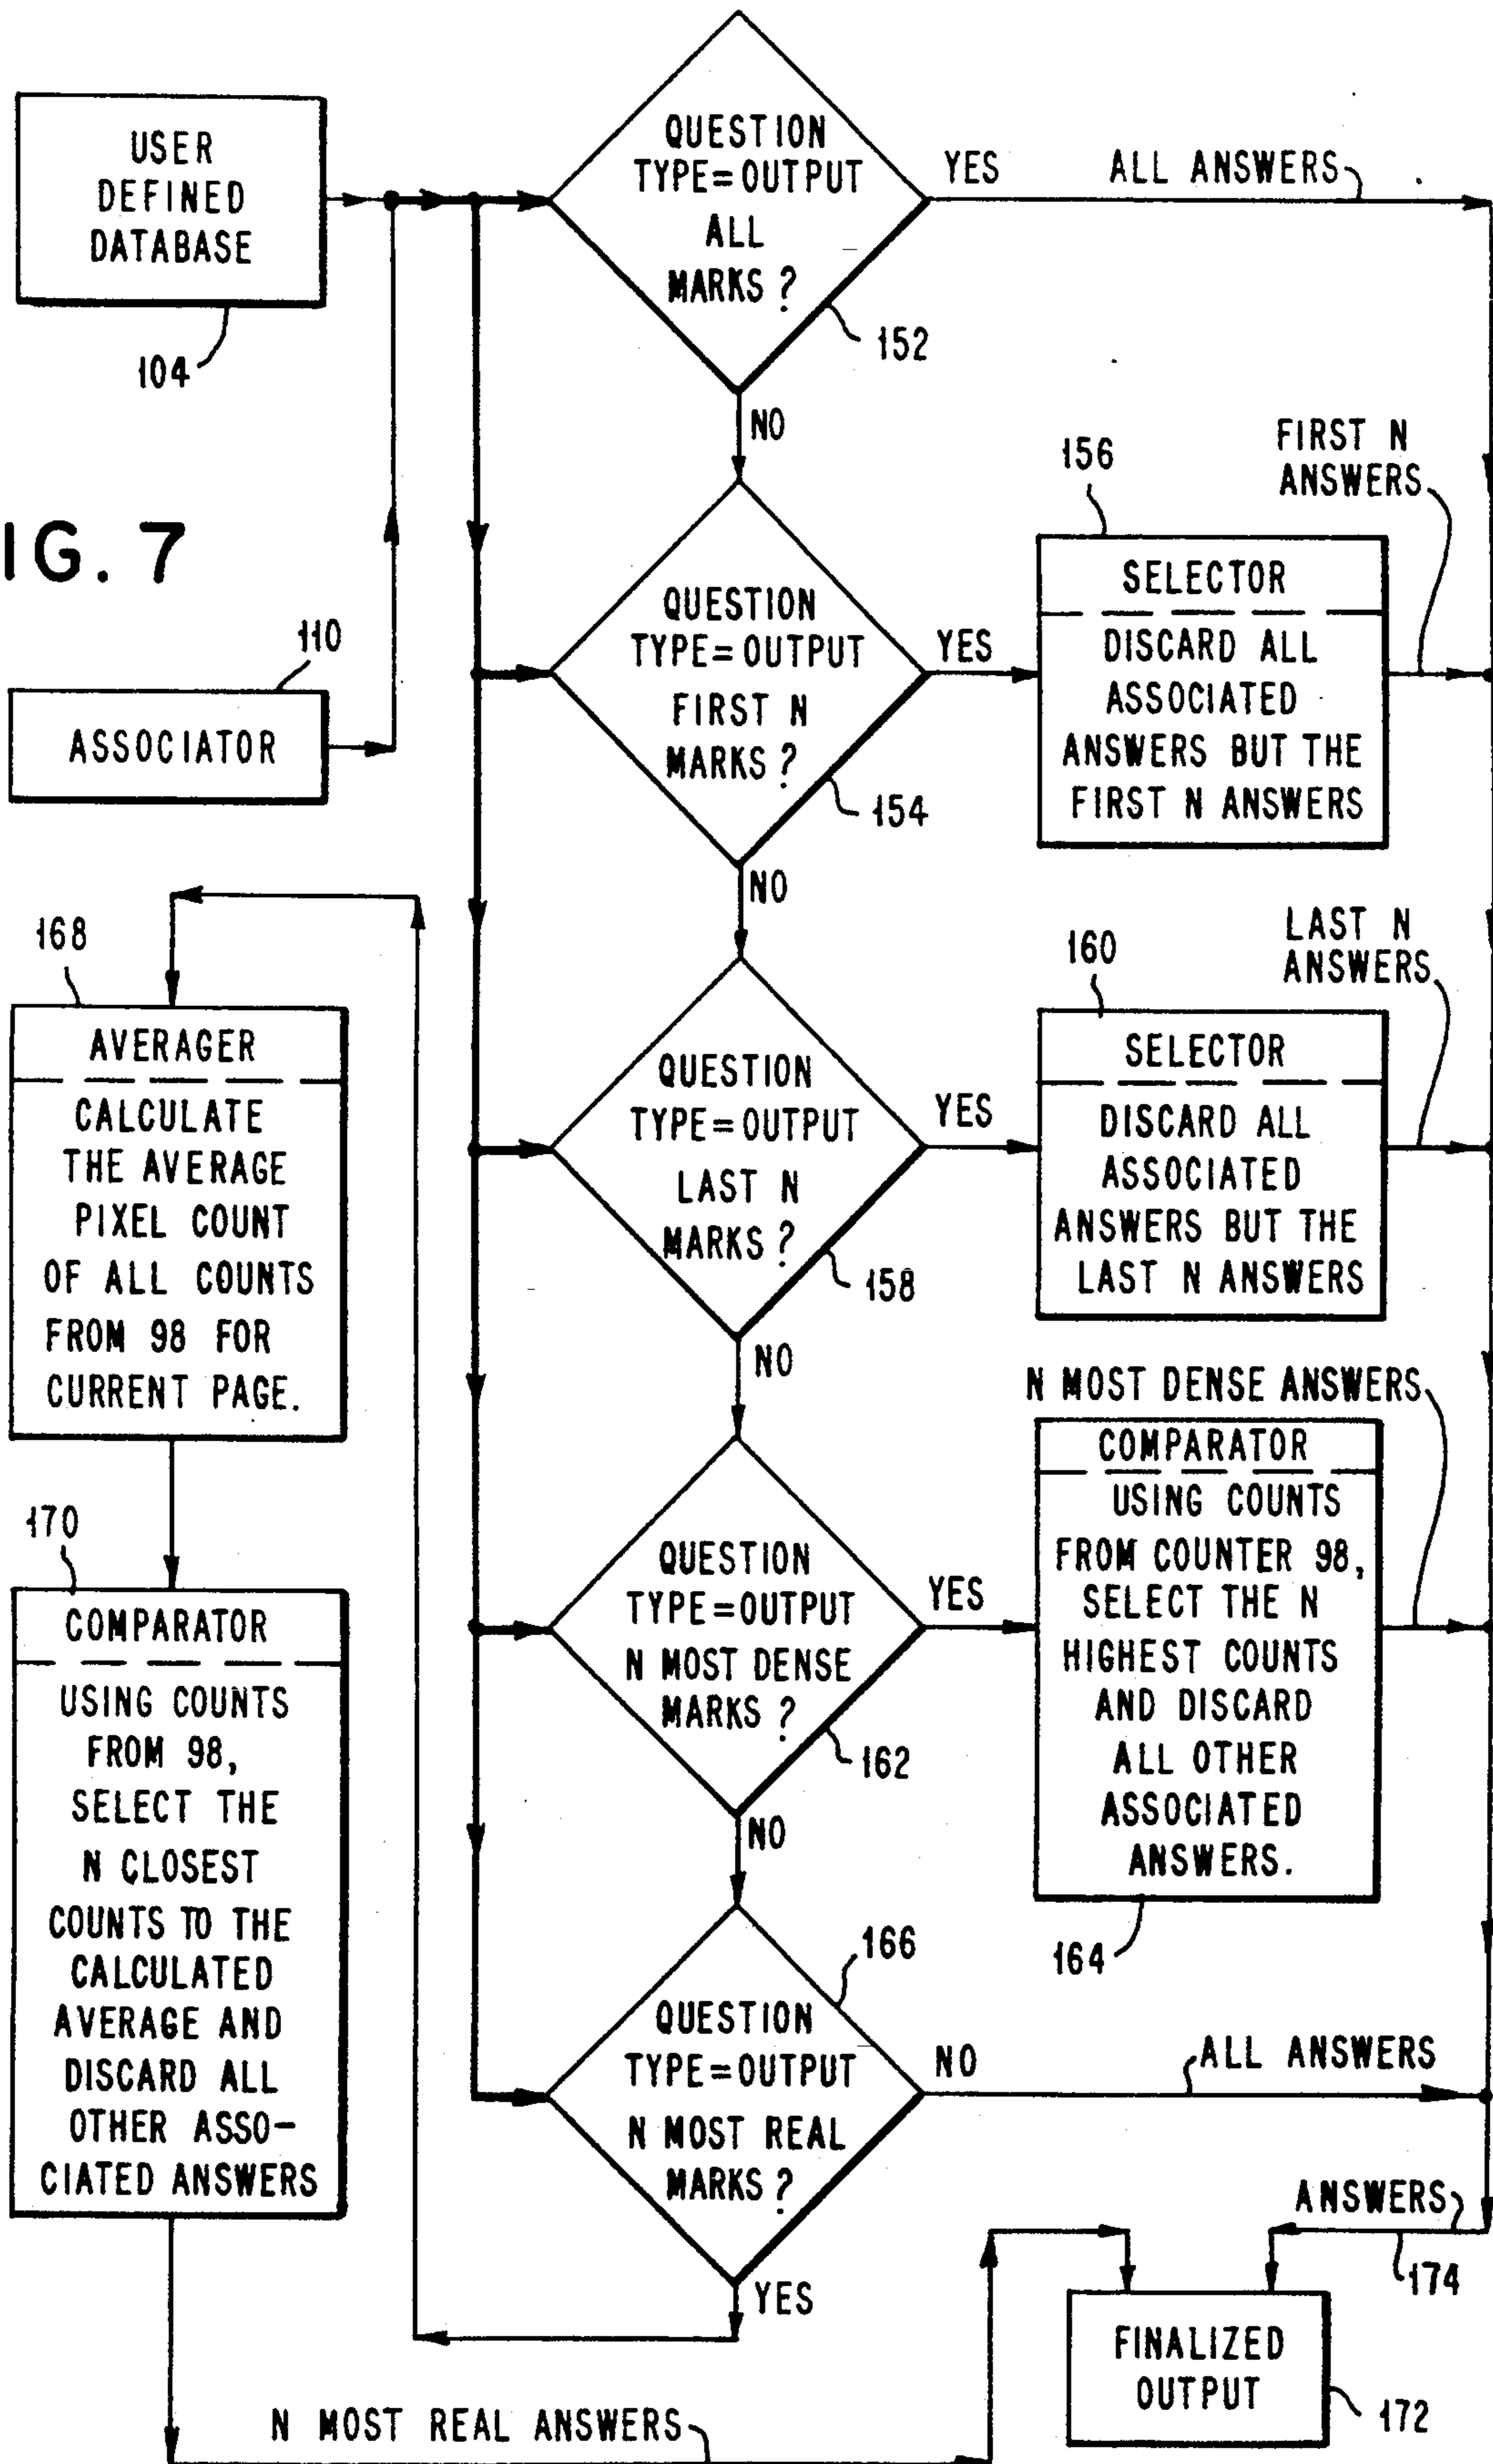 USER
DEFINED
DATABASE
104
QUESTION
TYPE=OUTPUT
ALL
MARKS?
152
YES
ALL ANSWERS
NO
IG. 7
110
ASSOCIATOR
QUESTION
TYPE=OUTPUT
FIRST N
MARKS?
154
YES
156
SELECTOR
DISCARD ALL
ASSOCIATED
ANSWERS BUT THE
FIRST N ANSWERS
FIRST N
ANSWERS
NO
168
AVERAGER
CALCULATE
THE AVERAGE
PIXEL COUNT
OF ALL COUNTS
FROM 98 FOR
CURRENT PAGE.
QUESTION
TYPE=OUTPUT
LAST N
MARKS?
158
YES
160
SELECTOR
DISCARD ALL
ASSOCIATED
ANSWERS BUT THE
LAST N ANSWERS
LAST N
ANSWERS
NO
170
COMPARATOR
USING COUNTS
FROM 98,
SELECT THE
N CLOSEST
COUNTS TO THE
CALCULATED
AVERAGE AND
DISCARD ALL
OTHER ASSO-
CIATED ANSWERS
QUESTION
TYPE=OUTPUT
N MOST DENSE
MARKS?
162
YES
N MOST DENSE ANSWERS
COMPARATOR
USING COUNTS
FROM COUNTER 98,
SELECT THE N
HIGHEST COUNTS
AND DISCARD
ALL OTHER
ASSOCIATED
ANSWERS.
164
NO
166
QUESTION
TYPE=OUTPUT
N MOST REAL
MARKS?
NO
ALL ANSWERS
YES
ANSWERS
174
FINALIZED
OUTPUT
172
N MOST REAL ANSWERS